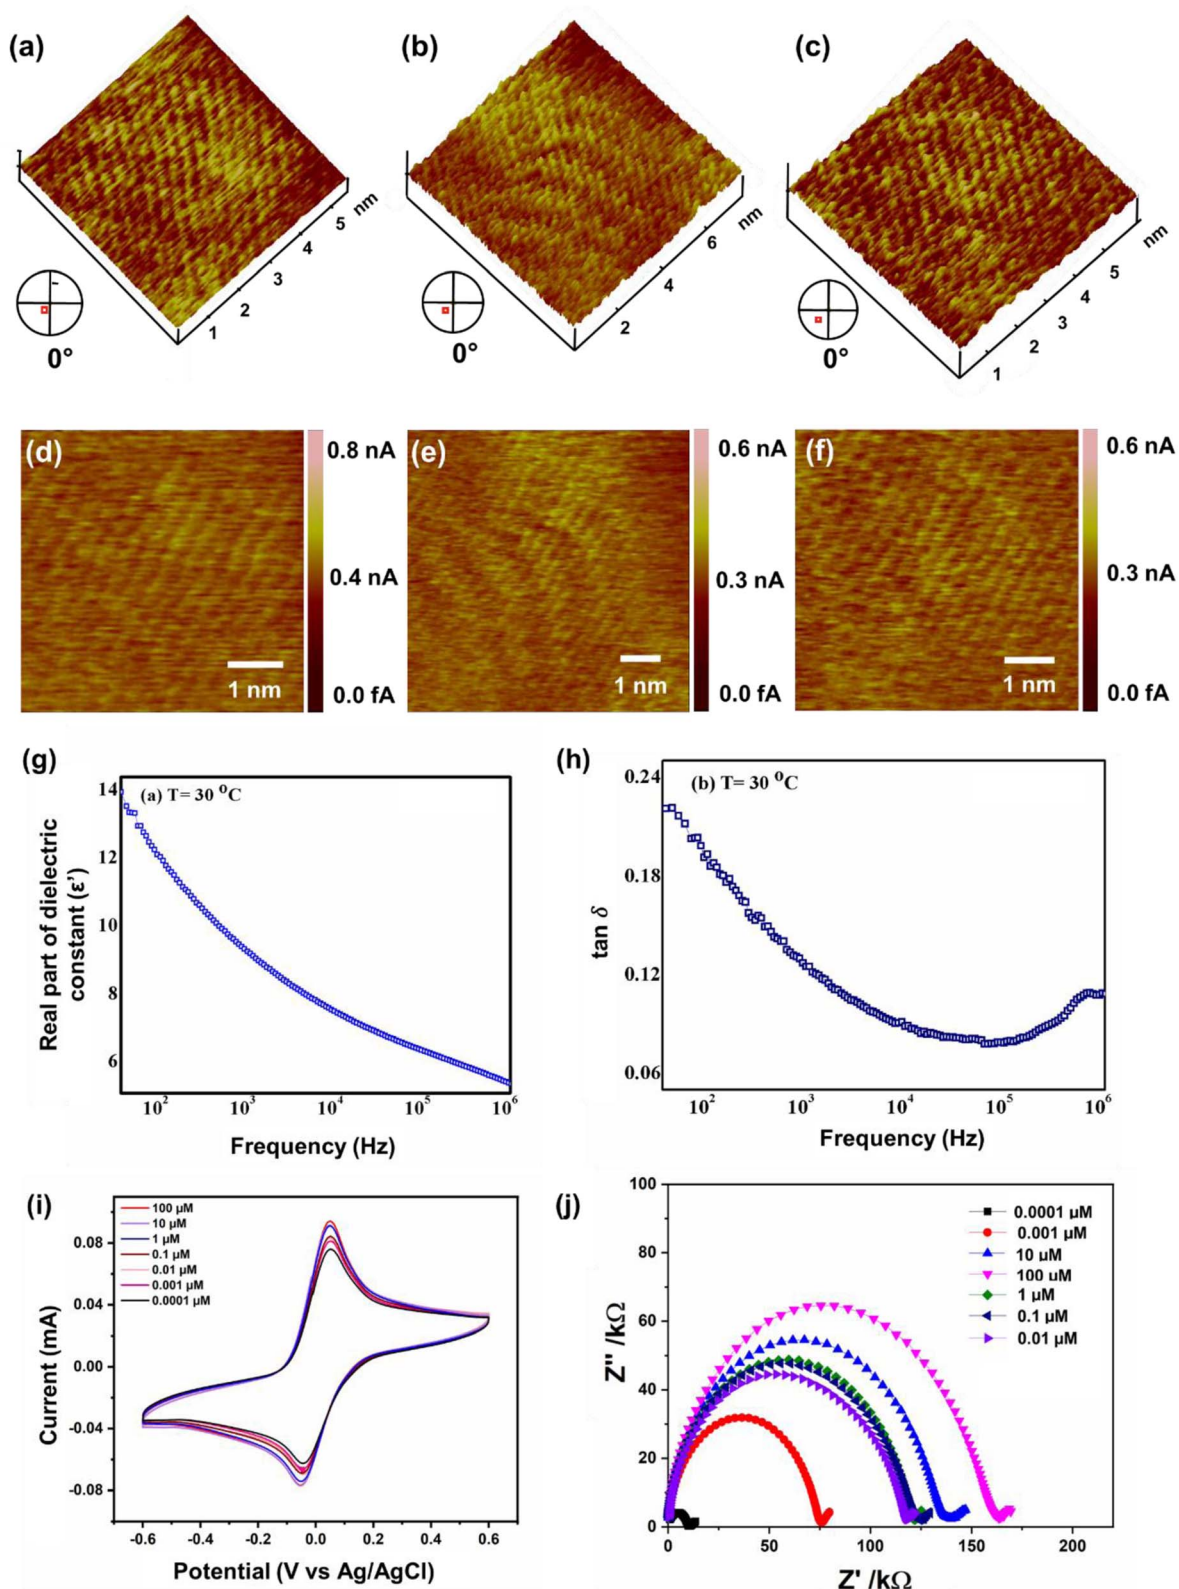 (a)
(b)
(c)
1 2 3 4 5 nm
2 4 6 nm
1 2 3 4 5 nm
0°
0°
0°
(d)
0.8 nA
0.4 nA
0.0 fA
1 nm
(e)
0.6 nA
0.3 nA
0.0 fA
1 nm
(f)
0.6 nA
0.3 nA
0.0 fA
1 nm
(g)
(a) T= 30 ⁰C
14
12
10
8
6
Real part of dielectric
constant (ε')
10² 10³ 10⁴ 10⁵ 10⁶
Frequency (Hz)
(h)
(b) T= 30 ⁰C
0.24
0.18
0.12
0.06
tan δ
10² 10³ 10⁴ 10⁵ 10⁶
Frequency (Hz)
(i)
100 µM
10 µM
1 µM
0.1 µM
0.01 µM
0.001 µM
0.0001 µM
0.08
0.04
0.00
-0.04
-0.08
Current (mA)
-0.6 -0.4 -0.2 0.0 0.2 0.4 0.6
Potential (V vs Ag/AgCl)
(j)
0.0001 µM
0.001 µM
10 µM
100 uM
1 µM
0.1 µM
0.01 µM
100
80
60
40
20
0
Z'' /kΩ
0 50 100 150 200
Z' /kΩ